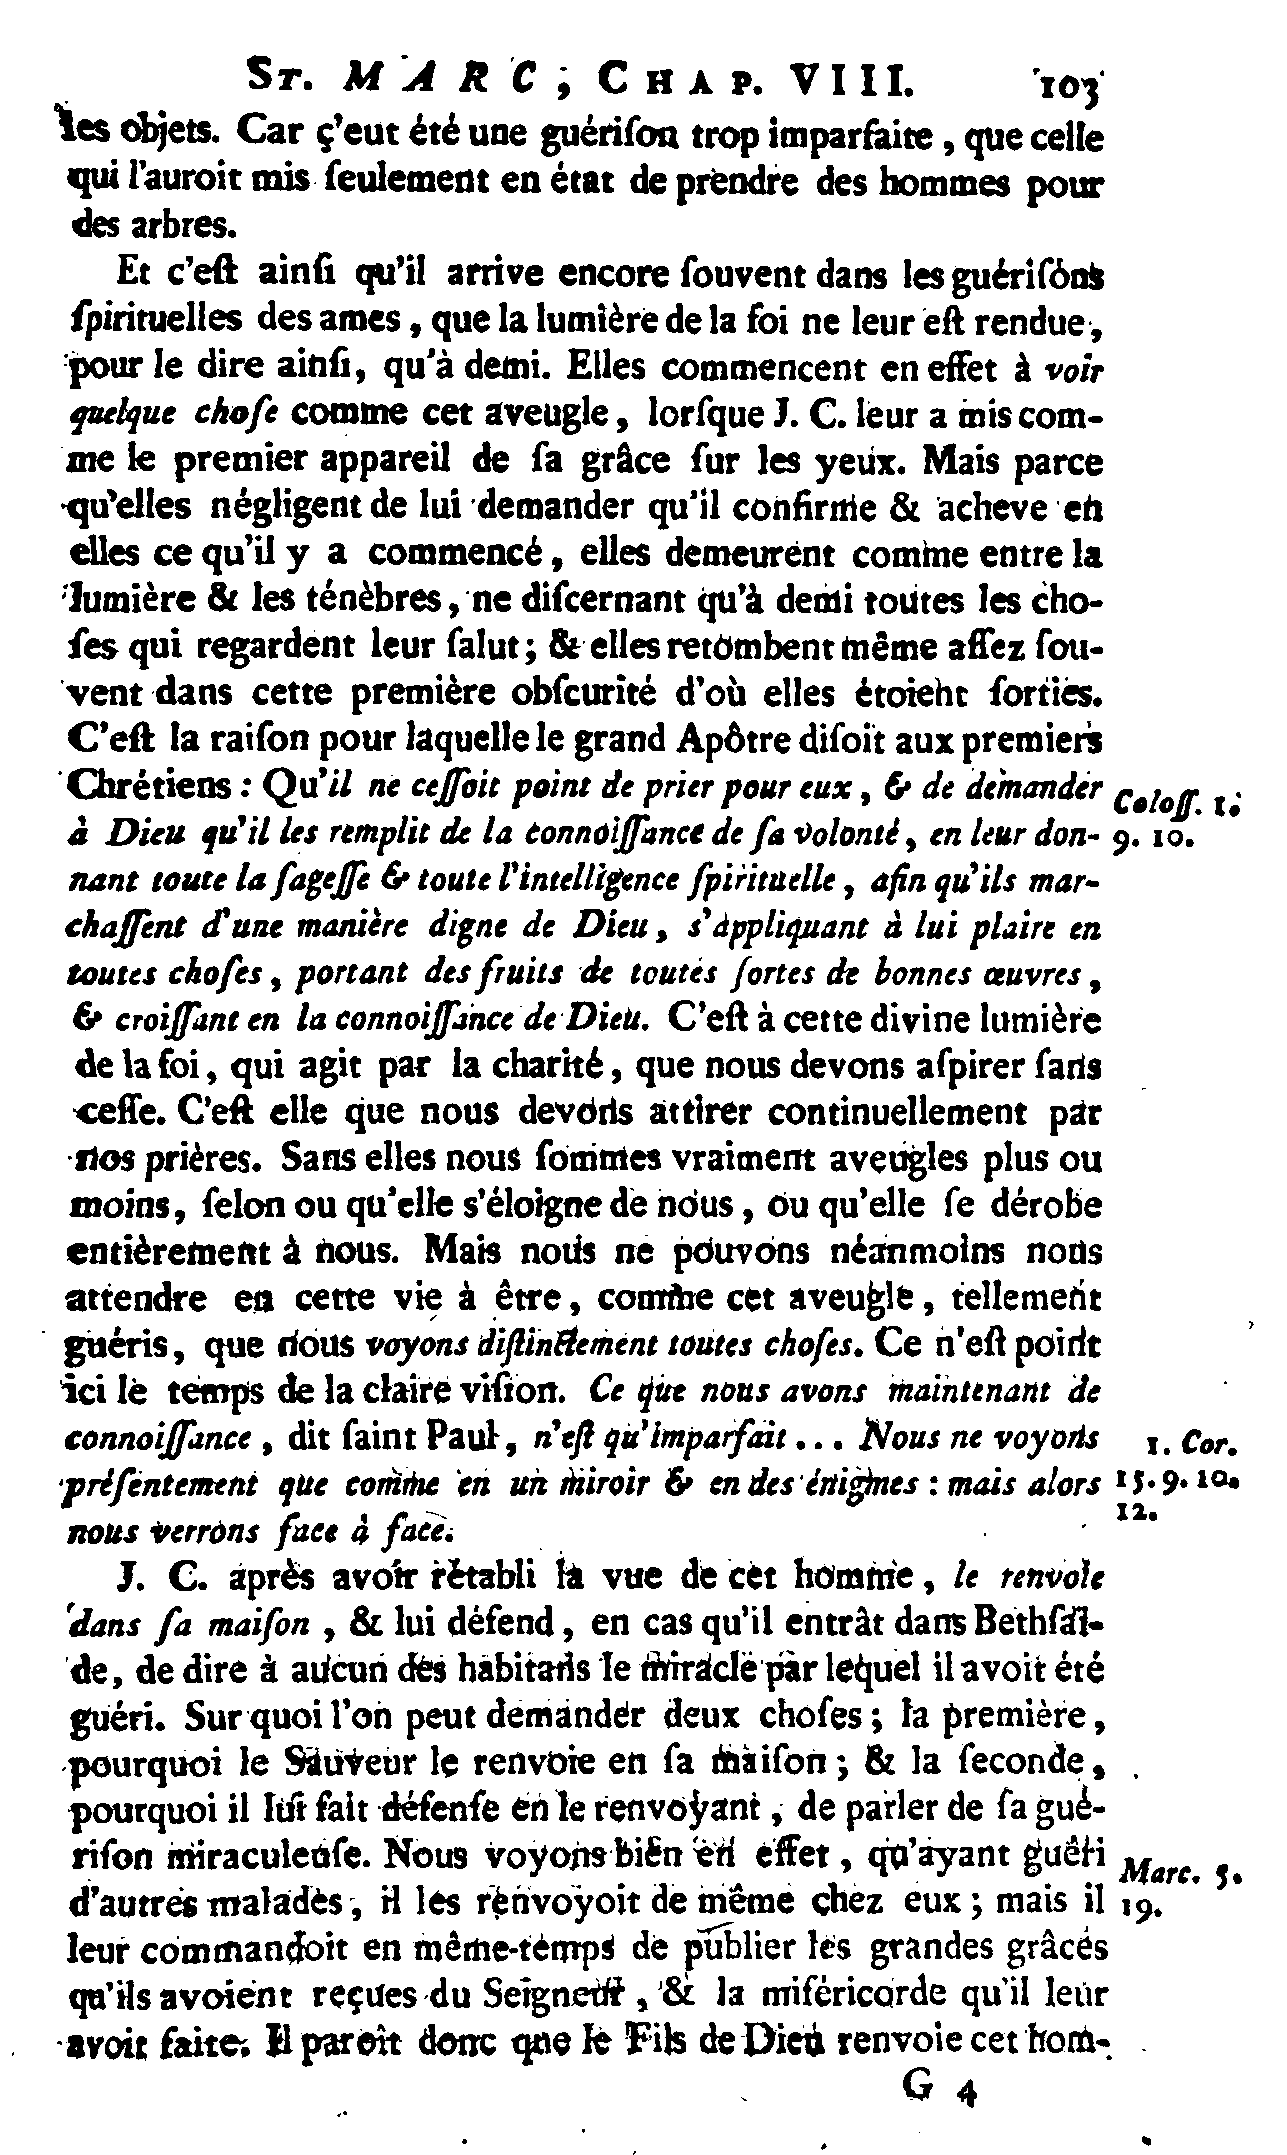 St. MARC, CHAP. VIII. 103
les objets. Car ç'eut été une guériſon trop imparfaite, que celle
qui l'auroit mis ſeulement en état de prendre des hommes pour
des arbres.
Et c'eſt ainſi qu'il arrive encore ſouvent dans les guériſons
ſpirituelles des ames, que la lumière de la foi ne leur eſt rendue,
pour le dire ainſi, qu'à demi. Elles commencent en effet à voir
quelque choſe comme cet aveugle, lorſque J. C. leur a mis com-
me le premier appareil de ſa grâce ſur les yeux. Mais parce
qu'elles négligent de lui demander qu'il confirme & acheve en
elles ce qu'il y a commencé, elles demeurent comme entre la
lumière & les ténèbres, ne diſcernant qu'à demi toutes les cho-
ſes qui regardent leur ſalut; & elles retombent même aſſez ſou-
vent dans cette première obſcurité d'où elles étoient ſorties.
C'eſt la raiſon pour laquelle le grand Apôtre diſoit aux premiers
Chrétiens : Qu'il ne ceſſoit point de prier pour eux, & de demander
à Dieu qu'il les remplit de la connoiſſance de ſa volonté, en leur don-
nant toute la ſageſſe & toute l'intelligence ſpirituelle, afin qu'ils mar-
chaſſent d'une manière digne de Dieu, s'appliquant à lui plaire en
toutes choſes, portant des fruits de toutes ſortes de bonnes œuvres,
& croiſſant en la connoiſſance de Dieu. C'eſt à cette divine lumière
de la foi, qui agit par la charité, que nous devons aſpirer ſans
ceſſe. C'eſt elle que nous devons attirer continuellement par
nos prières. Sans elles nous ſommes vraiment aveugles plus ou
moins, ſelon ou qu'elle s'éloigne de nous, ou qu'elle ſe dérobe
entièrement à nous. Mais nous ne pouvons néanmoins nous
attendre en cette vie à être, comme cet aveugle, tellement
guéris, que nous voyons diſtinctement toutes choſes. Ce n'eſt point
ici le temps de la claire viſion. Ce que nous avons maintenant de
connoiſſance, dit ſaint Paul, n'eſt qu'imparfait... Nous ne voyons
préſentement que comme en un miroir & en des énigmes : mais alors
nous verrons face à face.
J. C. après avoir rétabli la vue de cet homme, le renvoie
dans ſa maiſon, & lui défend, en cas qu'il entrât dans Bethſaï-
de, de dire à aucun des habitans le miracle par lequel il avoit été
guéri. Sur quoi l'on peut demander deux choſes; la première,
pourquoi le Sauveur le renvoie en ſa maiſon; & la ſeconde,
pourquoi il lui fait défenſe en le renvoyant, de parler de ſa gué-
riſon miraculeuſe. Nous voyons bien en effet, qu'ayant guéri
d'autres malades, il les renvoyoit de même chez eux; mais il
leur commandoit en même-temps de publier les grandes grâces
qu'ils avoient reçues du Seigneur, & la miſéricorde qu'il leur
avoit faite. Il paroît donc que le Fils de Dieu renvoie cet hom-
G 4
Coloſſ. 1.
9. 10.
1. Cor.
15. 9. 10.
12.
Marc. 5.
19.